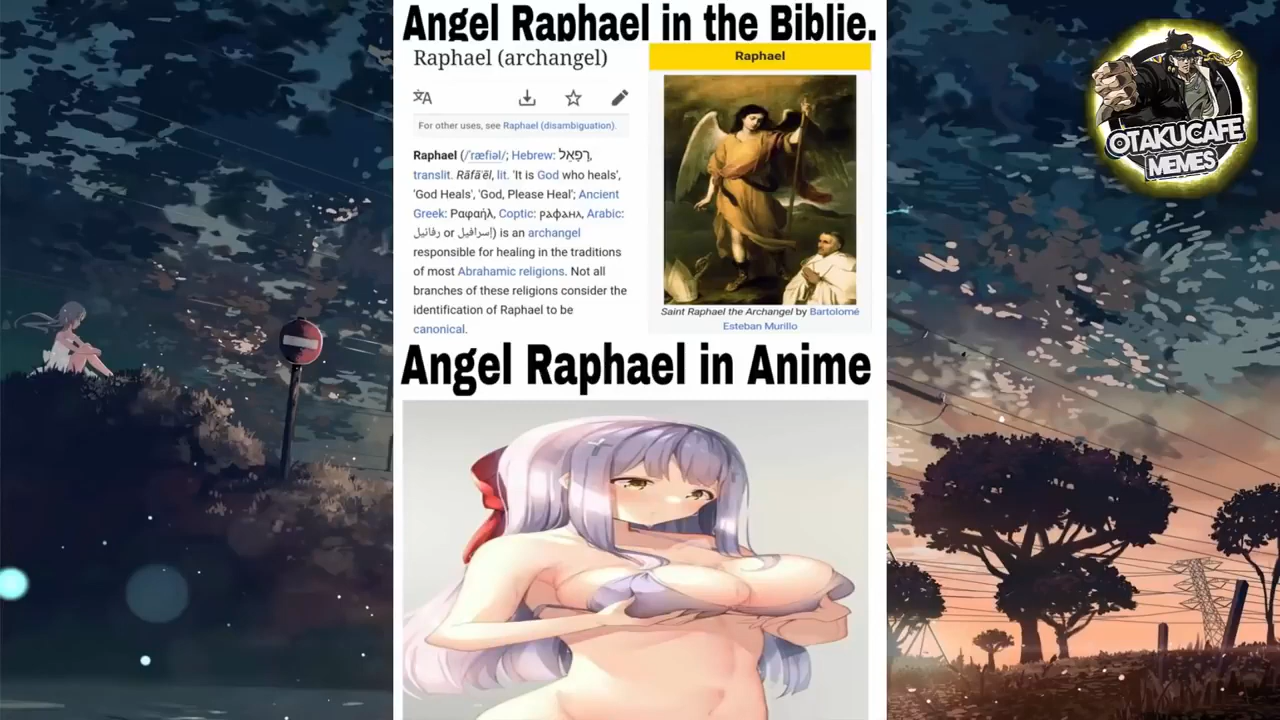 Angel Raphael in the Biblie.
Raphael (archangel)
For other uses, see Raphael (disambiguation).
Raphael (/ˈræfiəl/; Hebrew: רָפָאֵל,
translit. Rāfāʾēl, lit. 'It is God who heals',
'God Heals', 'God, Please Heal'; Ancient
Greek: Ραφαήλ, Coptic: ⲣⲁⲫⲁⲏⲗ, Arabic:
رفائيل or إسرافيل) is an archangel
responsible for healing in the traditions
of most Abrahamic religions. Not all
branches of these religions consider the
identification of Raphael to be
canonical.
Raphael
Saint Raphael the Archangel by Bartolomé
Esteban Murillo
Angel Raphael in Anime
OTAKUCAFE
MEMES